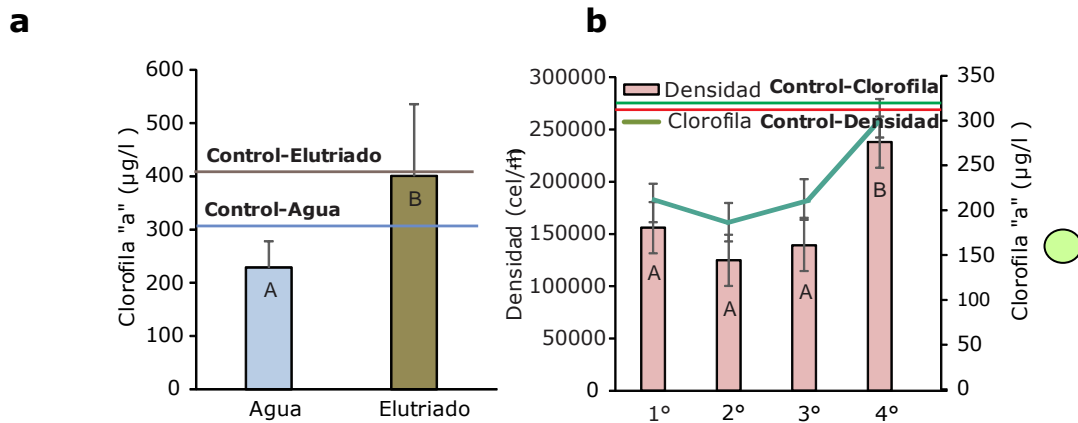 a
Clorofila "a" (µg/l )
600
500
400
300
200
100
0
Control-Elutriado
Control-Agua
A
B
Agua
Elutriado
b
Densidad (cel/
300000
250000
200000
150000
100000
50000
0
Densidad
Clorofila
Control-Clorofila
Control-Densidad
A
A
A
B
1°
2°
3°
4°
350
300
250
200
150
100
50
0
Clorofila "a" (µg/l )